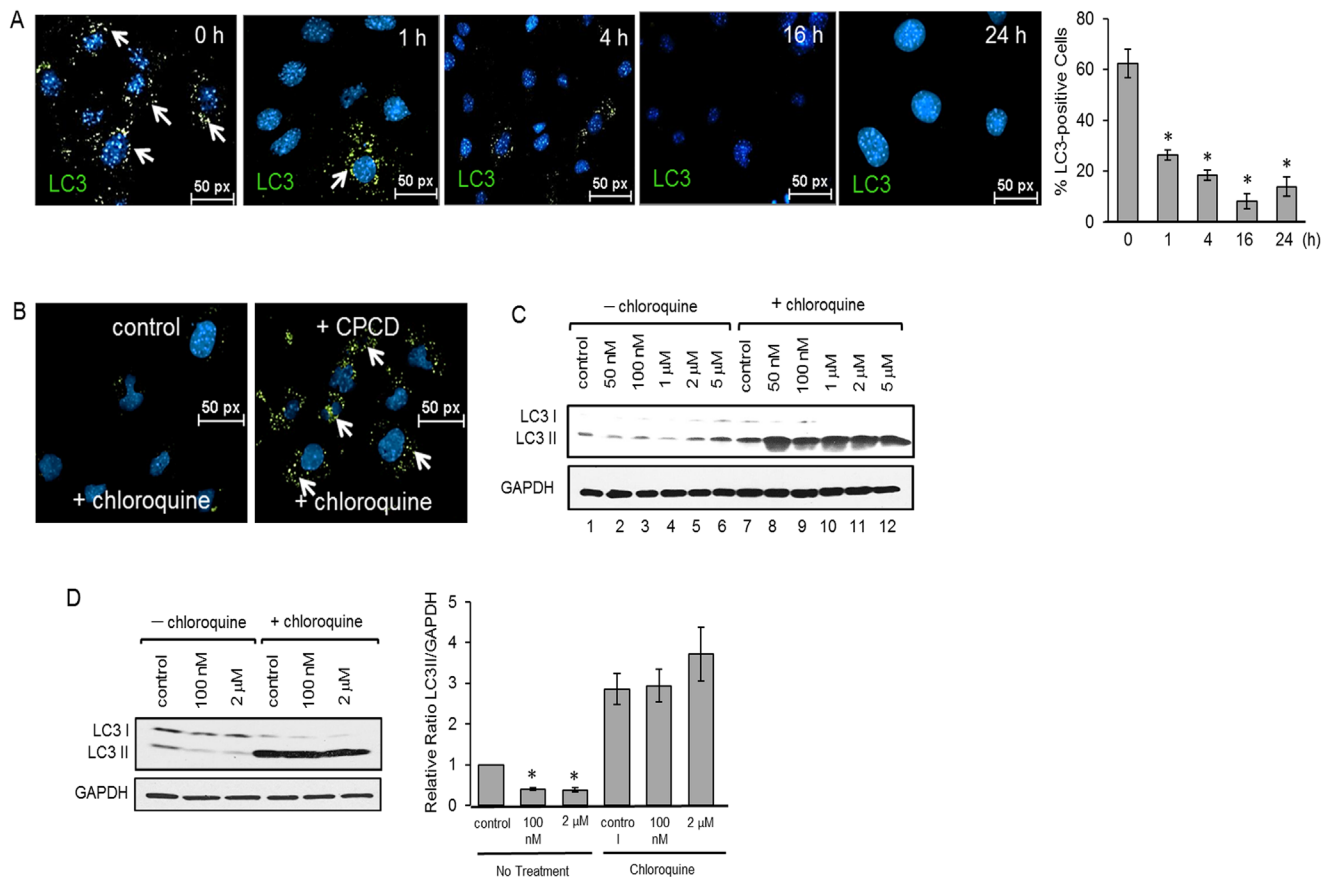 A
0 h
1 h
4 h
16 h
24 h
LC3
LC3
LC3
LC3
LC3
50 px
50 px
50 px
50 px
50 px
% LC3-positive Cells
80
60
40
20
0
*
*
*
*
0 1 4 16 24 (h)
B
control
50 px
+ chloroquine
+ CPCD
50 px
+ chloroquine
C
– chloroquine
+ chloroquine
control 50 nM 100 nM 1 μM 2 μM 5 μM control 50 nM 100 nM 1 μM 2 μM 5 μM
LC3 I
LC3 II
GAPDH
1 2 3 4 5 6 7 8 9 10 11 12
D
– chloroquine
+ chloroquine
control 100 nM 2 μM control 100 nM 2 μM
LC3 I
LC3 II
GAPDH
Relative Ratio LC3II/GAPDH
5
4
3
2
1
0
* *
control 100 2 μM contro 100 2 μM
nM l nM
No Treatment Chloroquine